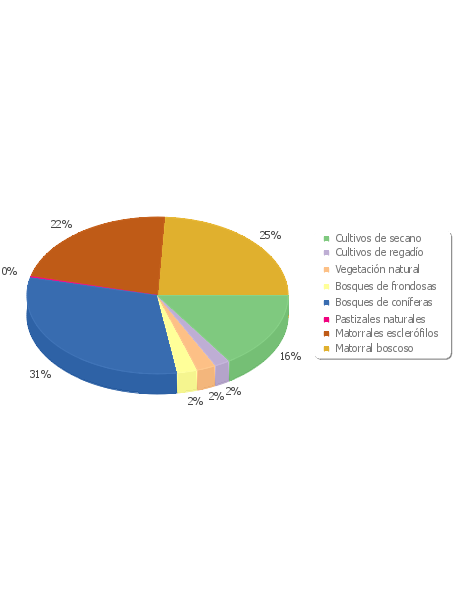 22%
25%
0%
31%
16%
2%
2%
2%
Cultivos de secano
Cultivos de regadío
Vegetación natural
Bosques de frondosas
Bosques de coníferas
Pastizales naturales
Matorrales esclerófilos
Matorral boscoso